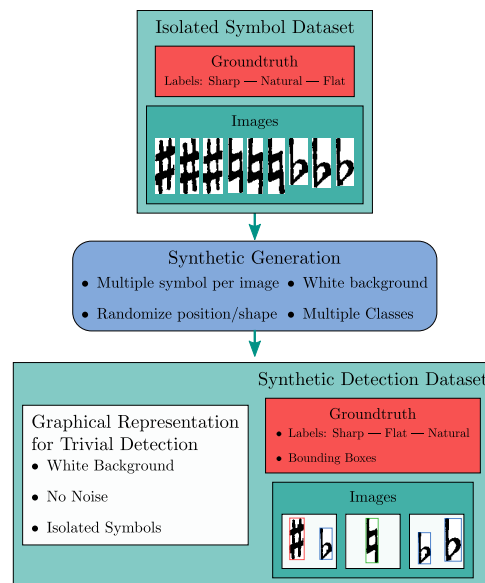 Isolated Symbol Dataset
Groundtruth
Labels: Sharp — Natural — Flat
Images
Synthetic Generation
• Multiple symbol per image • White background
• Randomize position/shape • Multiple Classes
Synthetic Detection Dataset
Graphical Representation
for Trivial Detection
• White Background
• No Noise
• Isolated Symbols
Groundtruth
• Labels: Sharp — Flat — Natural
• Bounding Boxes
Images